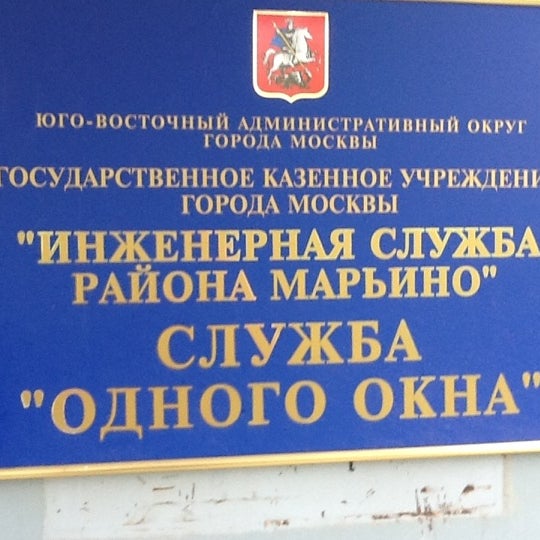 ЮГО-ВОСТОЧНЫЙ АДМИНИСТРАТИВНЫЙ ОКРУГ
ГОРОДА МОСКВЫ
ГОСУДАРСТВЕННОЕ КАЗЕННОЕ УЧРЕЖДЕНИ
ГОРОДА МОСКВЫ
"ИНЖЕНЕРНАЯ СЛУЖБА
РАЙОНА МАРЬИНО"
СЛУЖБА
"ОДНОГО ОКНА"